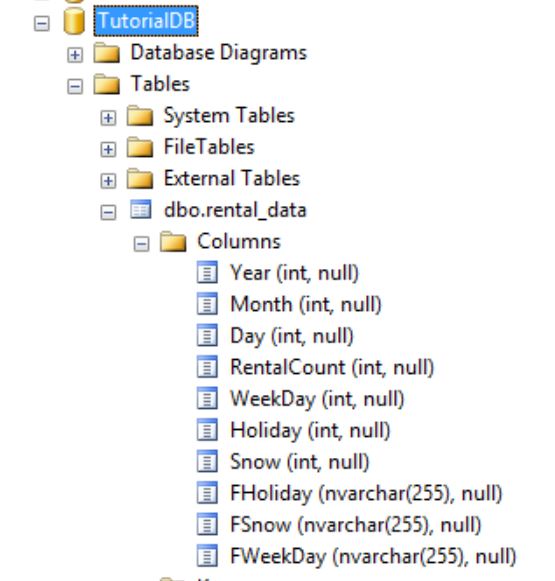 TutorialDB
Database Diagrams
Tables
System Tables
FileTables
External Tables
dbo.rental_data
Columns
Year (int, null)
Month (int, null)
Day (int, null)
RentalCount (int, null)
WeekDay (int, null)
Holiday (int, null)
Snow (int, null)
FHoliday (nvarchar(255), null)
FSnow (nvarchar(255), null)
FWeekDay (nvarchar(255), null)